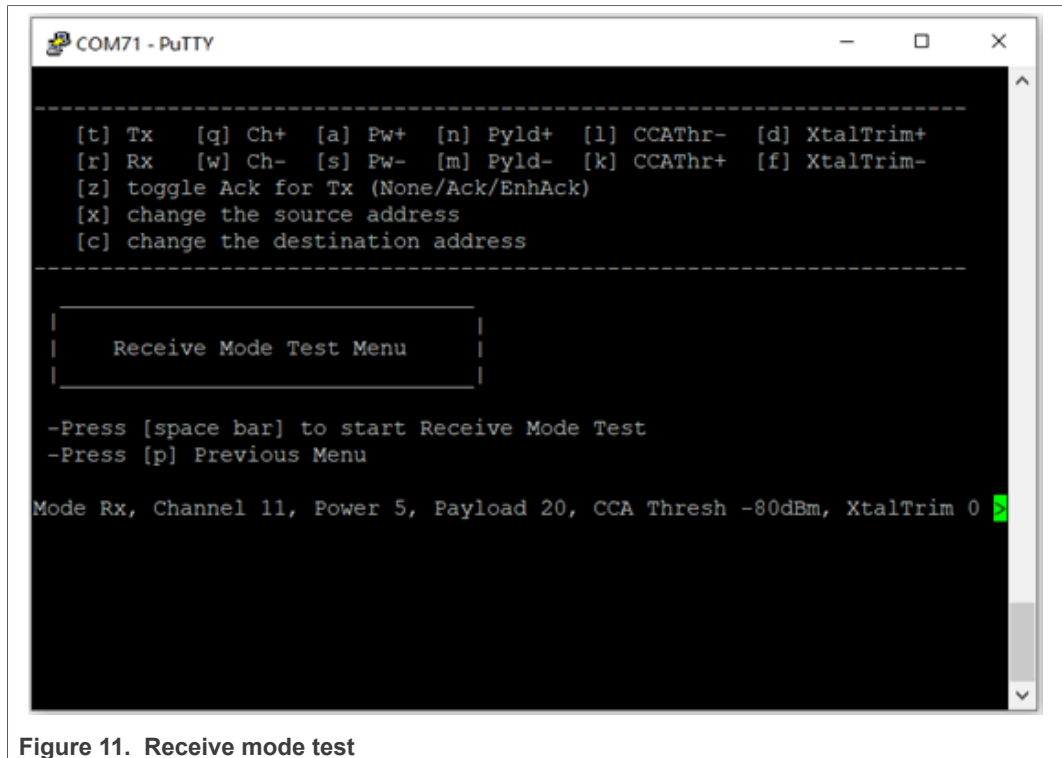 COM71 - PuTTY
----------------------------------------------------------------------
[t] Tx [q] Ch+ [a] Pw+ [n] Pyld+ [l] CCAThr- [d] XtalTrim+
[r] Rx [w] Ch- [s] Pw- [m] Pyld- [k] CCAThr+ [f] XtalTrim-
[z] toggle Ack for Tx (None/Ack/EnhAck)
[x] change the source address
[c] change the destination address
----------------------------------------------------------------------
Receive Mode Test Menu
-Press [space bar] to start Receive Mode Test
-Press [p] Previous Menu
Mode Rx, Channel 11, Power 5, Payload 20, CCA Thresh -80dBm, XtalTrim 0 >
Figure 11. Receive mode test